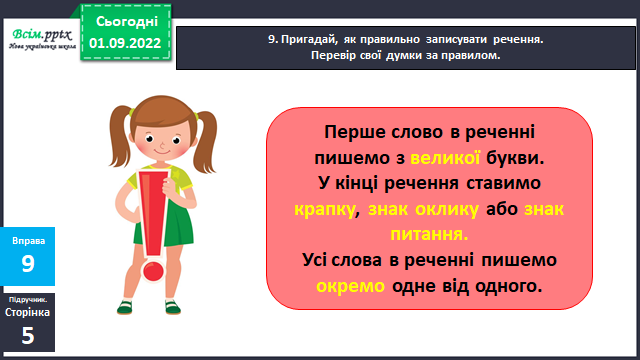 Всім.pptx
Нова українська школа
Сьогодні
01.09.2022
9. Пригадай, як правильно записувати речення.
Перевір свої думки за правилом.
Перше слово в реченні
пишемо з великої букви.
У кінці речення ставимо
крапку, знак оклику або знак
питання.
Усі слова в реченні пишемо
окремо одне від одного.
Вправа
9
Підручник.
Сторінка
5